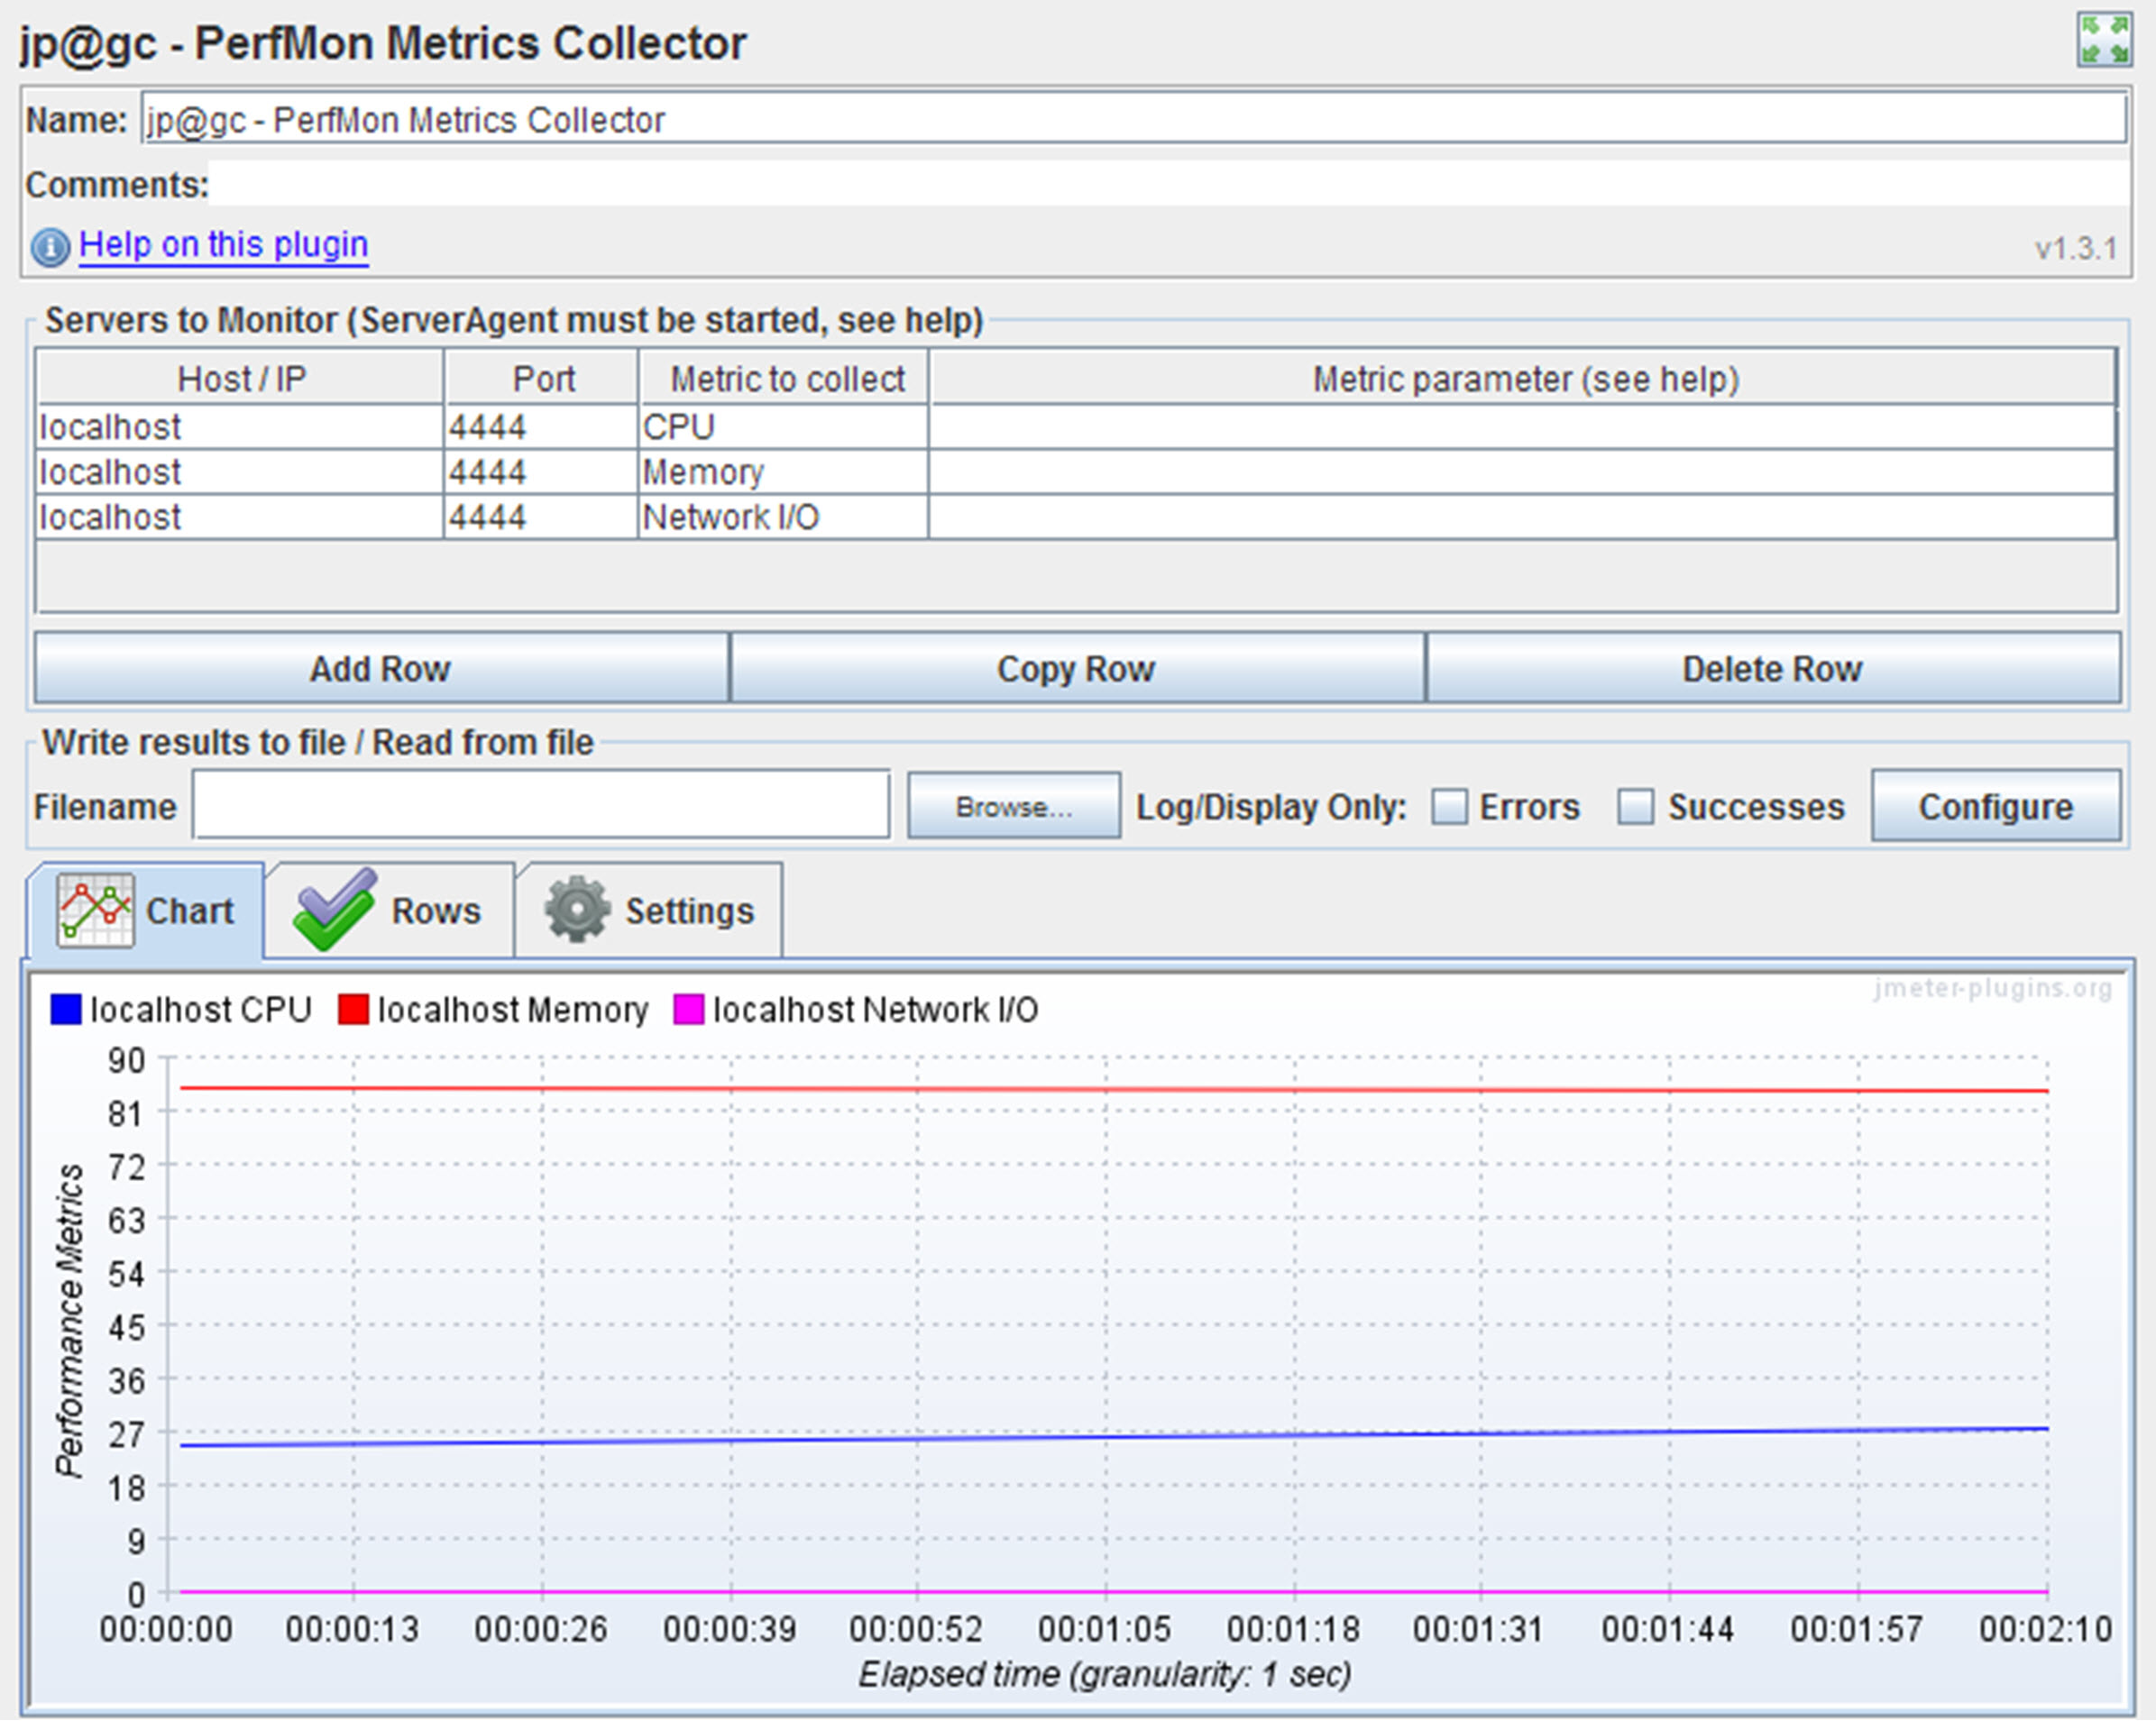 jp@gc - PerfMon Metrics Collector
Name: jp@gc - PerfMon Metrics Collector
Comments:
Help on this plugin v1.3.1
Servers to Monitor (ServerAgent must be started, see help)
Host / IP Port Metric to collect Metric parameter (see help)
localhost 4444 CPU
localhost 4444 Memory
localhost 4444 Network I/O
Add Row Copy Row Delete Row
Write results to file / Read from file
Filename Browse... Log/Display Only: Errors Successes Configure
Chart Rows Settings
jmeter-plugins.org
localhost CPU localhost Memory localhost Network I/O
Performance Metrics
90
81
72
63
54
45
36
27
18
9
0
00:00:00 00:00:13 00:00:26 00:00:39 00:00:52 00:01:05 00:01:18 00:01:31 00:01:44 00:01:57 00:02:10
Elapsed time (granularity: 1 sec)